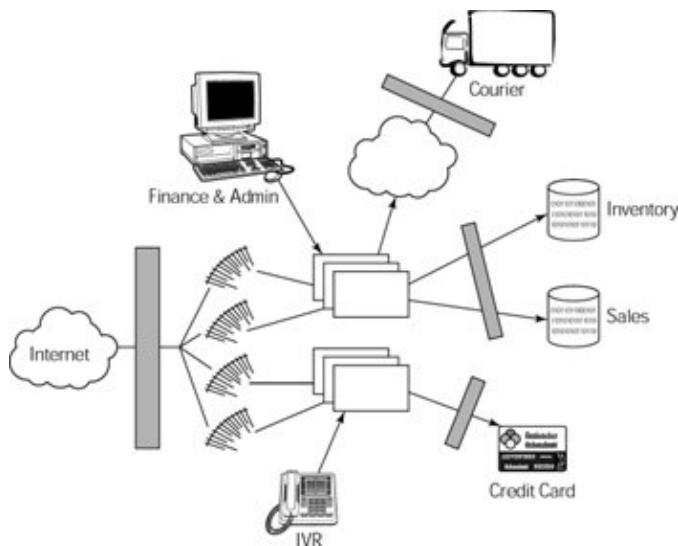 Courier
Finance & Admin
Inventory
Sales
Internet
Credit Card
IVR